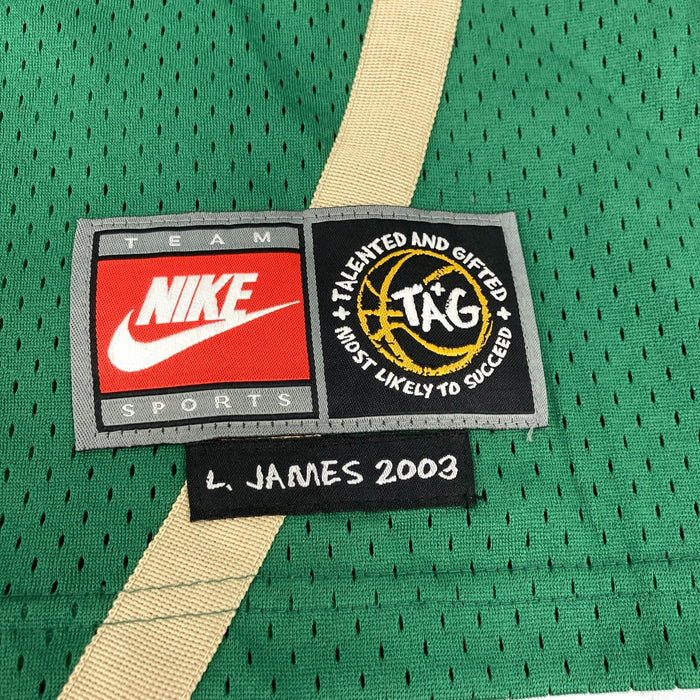 TEAM
NIKE
SPORTS
TALENTED AND GIFTED
TAG
MOST LIKELY TO SUCCEED
L. JAMES 2003